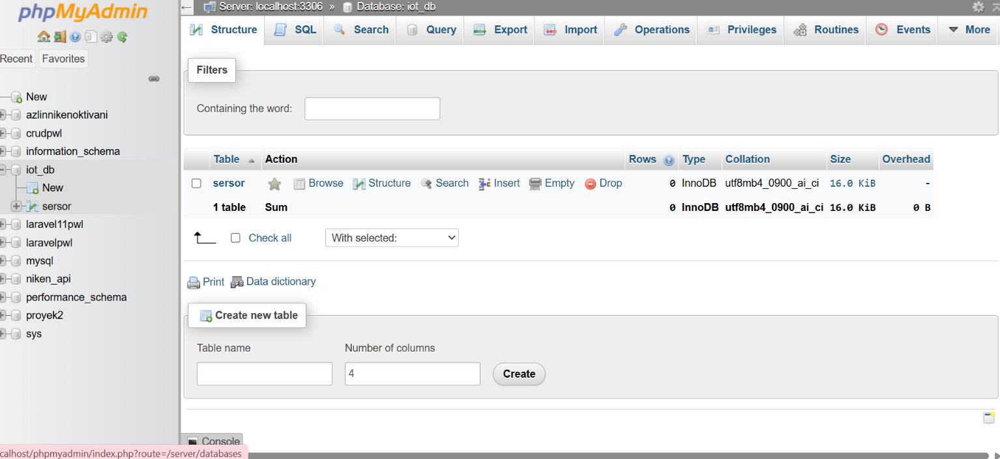 phpMyAdmin
Recent Favorites
New
azlinnikenoktivani
crudpwl
information_schema
iot_db
New
sersor
laravel11pwl
laravelpwl
mysql
niken_api
performance_schema
proyek2
sys
calhost/phpmyadmin/index.php?route=/server/databases
Server: localhost:3306 » Database: iot_db
Structure SQL Search Query Export Import Operations Privileges Routines Events More
Filters
Containing the word:
Table Action Rows Type Collation Size Overhead
sersor Browse Structure Search Insert Empty Drop 0 InnoDB utf8mb4_0900_ai_ci 16.0 KiB -
1 table Sum 0 InnoDB utf8mb4_0900_ai_ci 16.0 KiB 0 B
Check all With selected:
Print Data dictionary
Create new table
Table name Number of columns
4 Create
Console